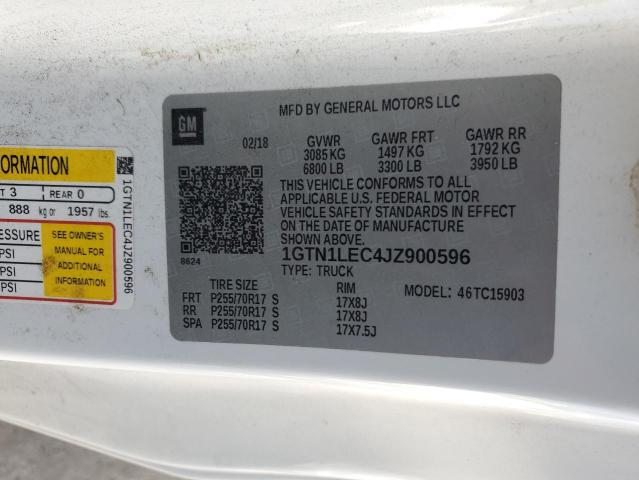 GM
MFD BY GENERAL MOTORS LLC
02/18 GVWR GAWR FRT GAWR RR
3085 KG 1497 KG 1792 KG
6800 LB 3300 LB 3950 LB
THIS VEHICLE CONFORMS TO ALL
APPLICABLE U.S. FEDERAL MOTOR
VEHICLE SAFETY STANDARDS IN EFFECT
ON THE DATE OF MANUFACTURE
SHOWN ABOVE.
8624
1GTN1LEC4JZ900596
TYPE: TRUCK
TIRE SIZE RIM MODEL: 46TC15903
FRT P255/70R17 S 17X8J
RR P255/70R17 S 17X8J
SPA P255/70R17 S 17X7.5J
FORMATION
T 3 REAR 0
888 kg or 1957 lbs.
ESSURE
PSI
PSI
PSI
SEE OWNER'S
MANUAL FOR
ADDITIONAL
INFORMATION
1GTN1LEC4JZ900596